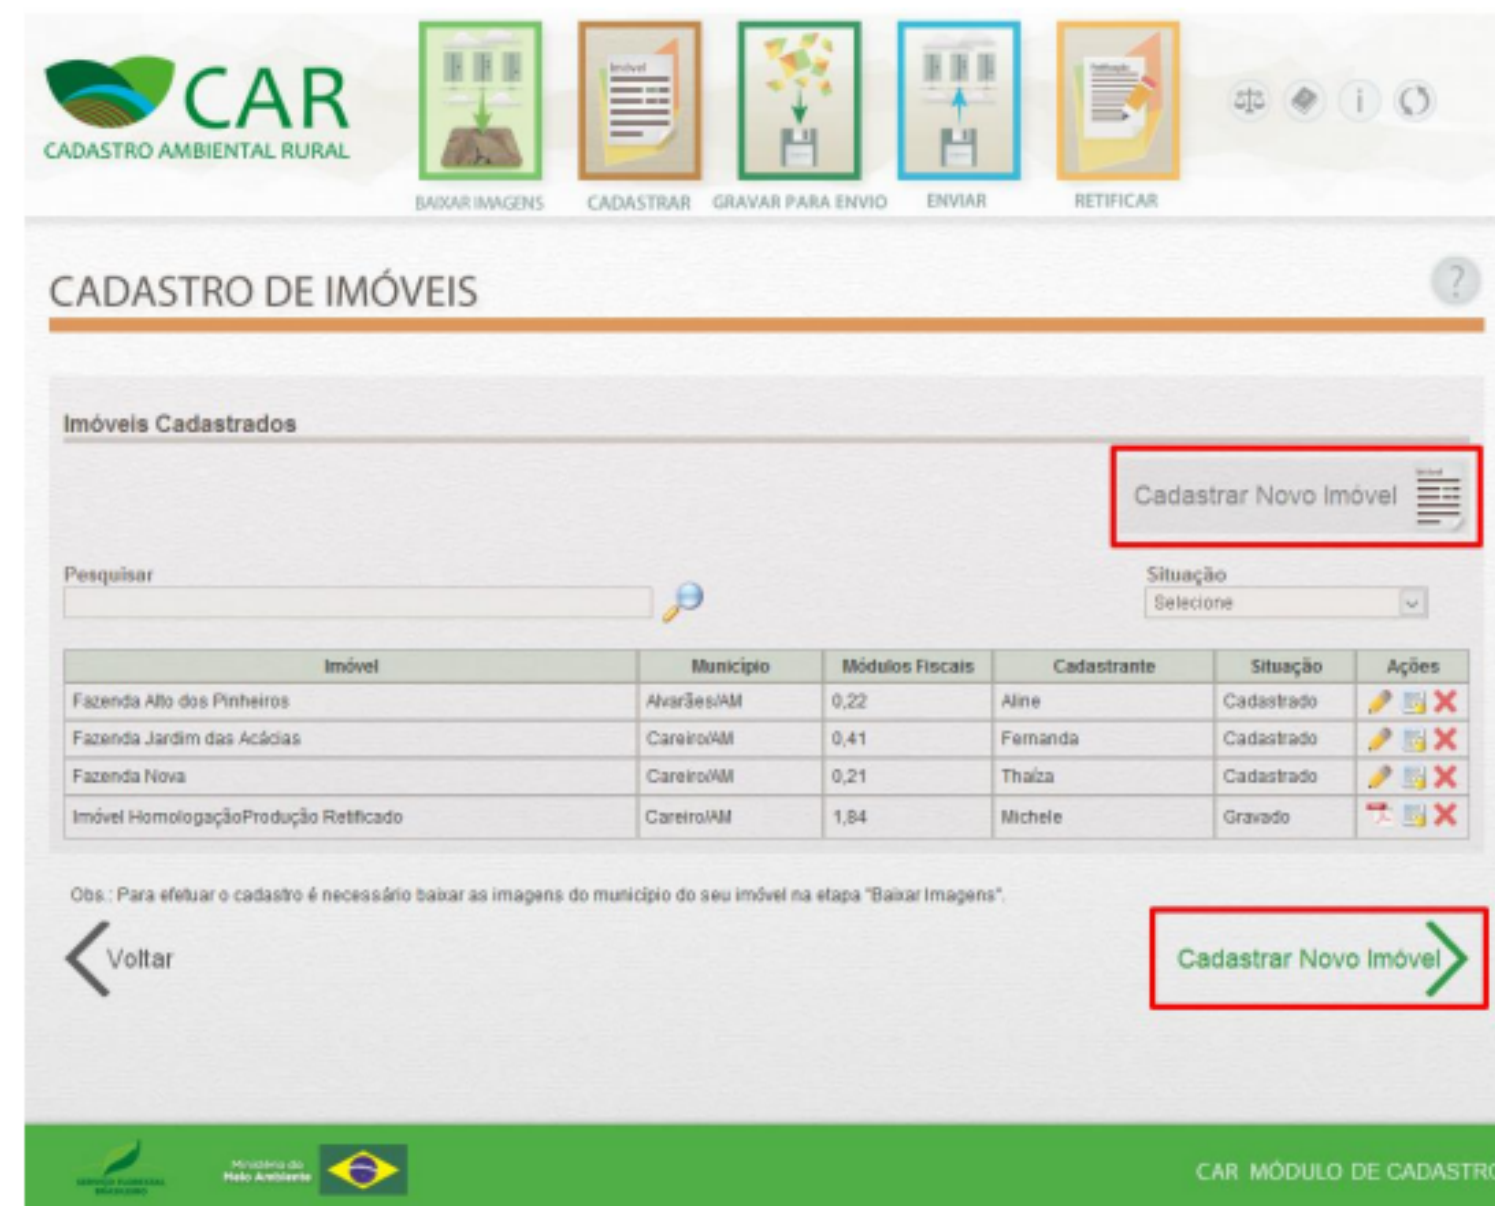 CAR
CADASTRO AMBIENTAL RURAL
BAIXAR IMAGENS
Imóvel
CADASTRAR
GRAVAR PARA ENVIO
ENVIAR
Retificação
RETIFICAR
i
CADASTRO DE IMÓVEIS
?
Imóveis Cadastrados
Cadastrar Novo Imóvel
Pesquisar
Situação
Selecione
Imóvel Município Módulos Fiscais Cadastrante Situação Ações
Fazenda Alto dos Pinheiros Alvarães/AM 0,22 Aline Cadastrado
Fazenda Jardim das Acácias Careiro/AM 0,41 Fernanda Cadastrado
Fazenda Nova Careiro/AM 0,21 Thaíza Cadastrado
Imóvel HomologaçãoProdução Retificado Careiro/AM 1,84 Michele Gravado
Obs.: Para efetuar o cadastro é necessário baixar as imagens do município do seu imóvel na etapa "Baixar Imagens".
Voltar
Cadastrar Novo Imóvel
SERVIÇO FLORESTAL
BRASILEIRO
Ministério do
Meio Ambiente
CAR MÓDULO DE CADASTRO